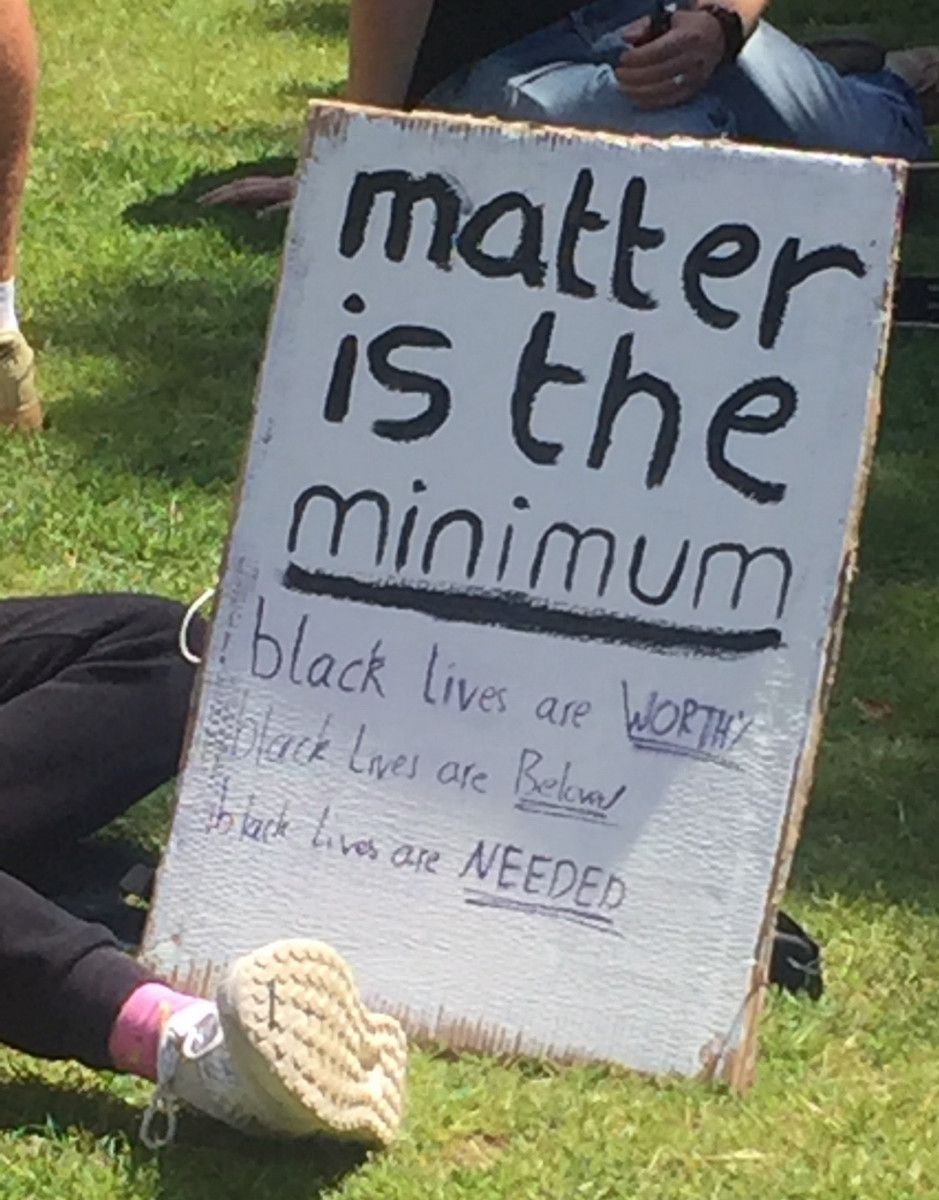 matter
is the
minimum
black lives are WORTHY
black Lives are Beloved
black lives are NEEDED